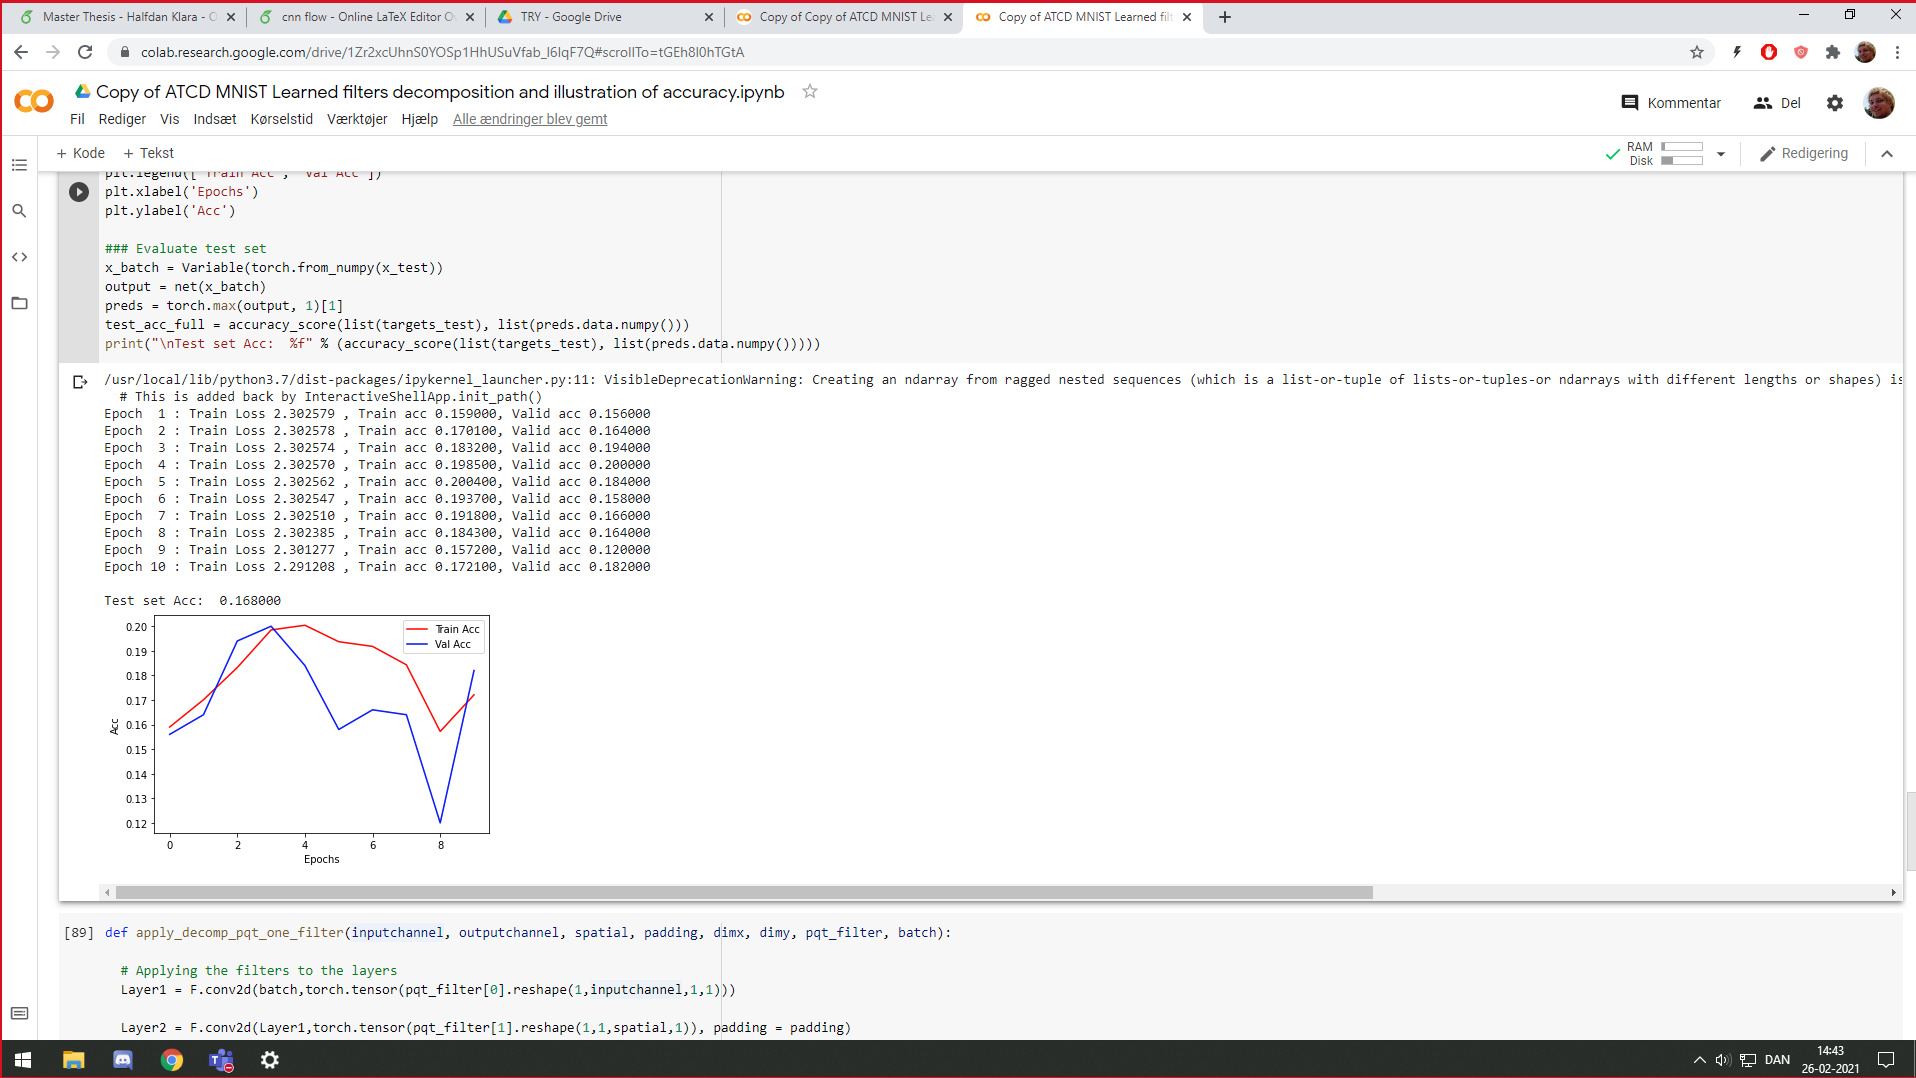 Master Thesis - Halfdan Klara - O
cnn flow - Online LaTeX Editor Ov
TRY - Google Drive
Copy of Copy of ATCD MNIST Le
Copy of ATCD MNIST Learned filt
colab.research.google.com/drive/1Zr2xcUhnS0YOSp1HhUSuVfab_I6IqF7Q#scrollTo=tGEh8I0hTGtA
Copy of ATCD MNIST Learned filters decomposition and illustration of accuracy.ipynb
Kommentar
Del
Fil Rediger Vis Indsæt Kørselstid Værktøjer Hjælp Alle ændringer blev gemt
+ Kode + Tekst
RAM
Disk
Redigering
plt.legend(['Train Acc', 'Val Acc'])
plt.xlabel('Epochs')
plt.ylabel('Acc')
### Evaluate test set
x_batch = Variable(torch.from_numpy(x_test))
output = net(x_batch)
preds = torch.max(output, 1)[1]
test_acc_full = accuracy_score(list(targets_test), list(preds.data.numpy()))
print("\nTest set Acc:  %f" % (accuracy_score(list(targets_test), list(preds.data.numpy()))))
/usr/local/lib/python3.7/dist-packages/ipykernel_launcher.py:11: VisibleDeprecationWarning: Creating an ndarray from ragged nested sequences (which is a list-or-tuple of lists-or-tuples-or ndarrays with different lengths or shapes) is
# This is added back by InteractiveShellApp.init_path()
Epoch  1 : Train Loss 2.302579 , Train acc 0.159000, Valid acc 0.156000
Epoch  2 : Train Loss 2.302578 , Train acc 0.170100, Valid acc 0.164000
Epoch  3 : Train Loss 2.302574 , Train acc 0.183200, Valid acc 0.194000
Epoch  4 : Train Loss 2.302570 , Train acc 0.198500, Valid acc 0.200000
Epoch  5 : Train Loss 2.302562 , Train acc 0.200400, Valid acc 0.184000
Epoch  6 : Train Loss 2.302547 , Train acc 0.193700, Valid acc 0.158000
Epoch  7 : Train Loss 2.302510 , Train acc 0.191800, Valid acc 0.166000
Epoch  8 : Train Loss 2.302385 , Train acc 0.184300, Valid acc 0.164000
Epoch  9 : Train Loss 2.301277 , Train acc 0.157200, Valid acc 0.120000
Epoch 10 : Train Loss 2.291208 , Train acc 0.172100, Valid acc 0.182000
Test set Acc:  0.168000
Train Acc
Val Acc
0.20
0.19
0.18
0.17
0.16
0.15
0.14
0.13
0.12
Acc
0 2 4 6 8
Epochs
[89] def apply_decomp_pqt_one_filter(inputchannel, outputchannel, spatial, padding, dimx, dimy, pqt_filter, batch):
# Applying the filters to the layers
Layer1 = F.conv2d(batch,torch.tensor(pqt_filter[0].reshape(1,inputchannel,1,1)))
Layer2 = F.conv2d(Layer1,torch.tensor(pqt_filter[1].reshape(1,1,spatial,1)), padding = padding)
DAN
14:43
26-02-2021